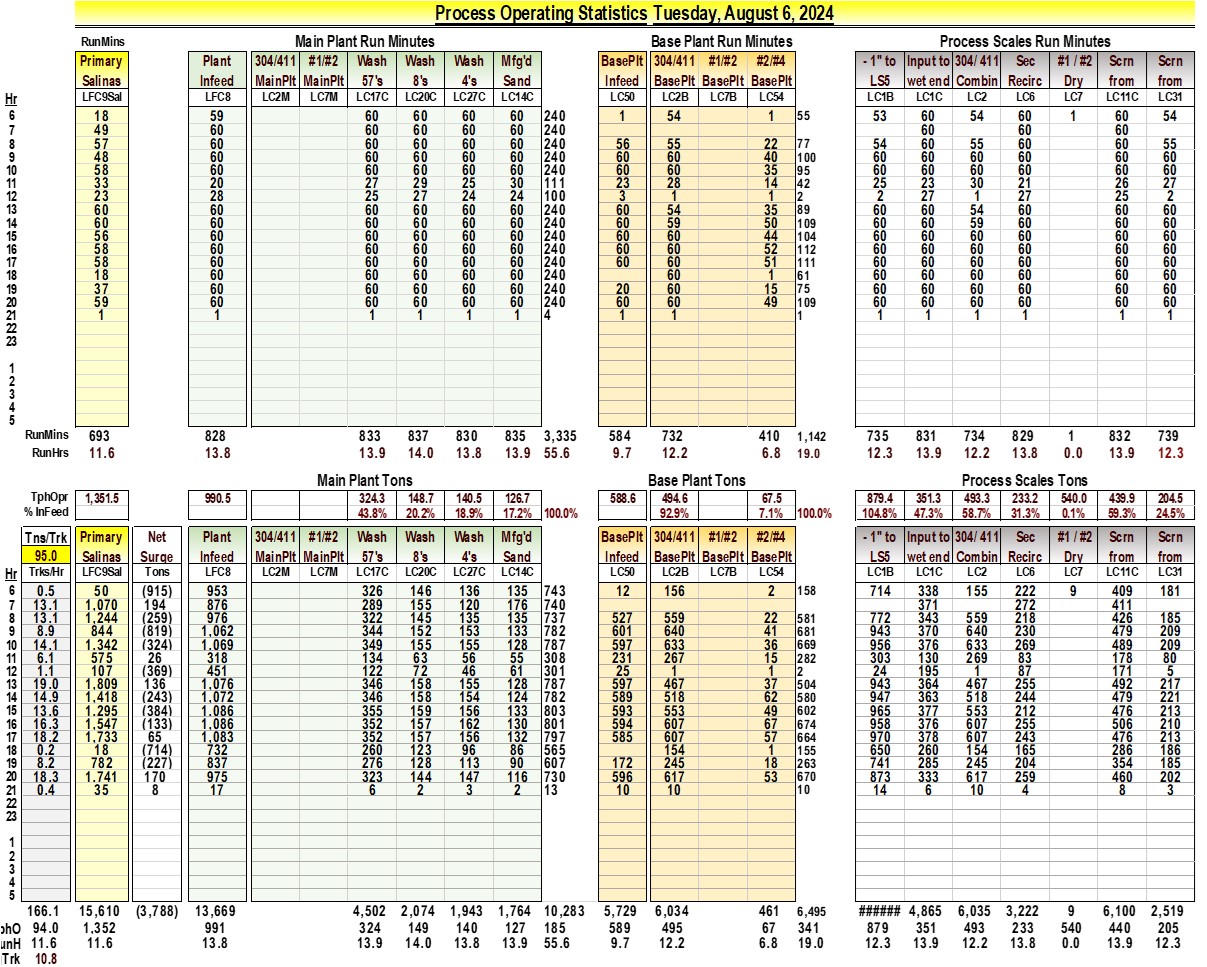 Process Operating Statistics Tuesday, August 6, 2024
RunMins Main Plant Run Minutes Base Plant Run Minutes Process Scales Run Minutes
Primary Plant 304/411 #1/#2 Wash Wash Wash Mfg'd BasePlt 304/411 #1/#2 #2/#4 - 1" to Input to 304/ 411 Sec #1 / #2 Scrn Scrn
Salinas Infeed MainPlt MainPlt 57's 8's 4's Sand Infeed BasePlt BasePlt BasePlt LS5 wet end Combin Recirc Dry from from
Hr LFC9Sal LFC8 LC2M LC7M LC17C LC20C LC27C LC14C LC50 LC2B LC7B LC54 LC1B LC1C LC2 LC6 LC7 LC11C LC31
6 18 59 60 60 60 60 240 1 54 1 55 53 60 54 60 1 60 54
7 49 60 60 60 60 60 240 60 60 60
8 57 60 60 60 60 60 240 56 55 22 77 54 60 55 60 60 55
9 48 60 60 60 60 60 240 60 60 40 100 60 60 60 60 60 60
10 58 60 60 60 60 60 240 60 60 35 95 60 60 60 60 60 60
11 33 20 27 29 25 30 111 23 28 14 42 25 23 30 21 26 27
12 23 28 25 27 24 24 100 3 1 1 2 2 27 1 27 25 2
13 60 60 60 60 60 60 240 60 54 35 89 60 60 54 60 60 60
14 60 60 60 60 60 60 240 60 59 50 109 60 60 59 60 60 60
15 56 60 60 60 60 60 240 60 60 44 104 60 60 60 60 60 60
16 58 60 60 60 60 60 240 60 60 52 112 60 60 60 60 60 60
17 58 60 60 60 60 60 240 60 60 51 111 60 60 60 60 60 60
18 18 60 60 60 60 60 240 60 1 61 60 60 60 60 60 60
19 37 60 60 60 60 60 240 20 60 15 75 60 60 60 60 60 60
20 59 60 60 60 60 60 240 60 60 49 109 60 60 60 60 60 60
21 1 1 1 1 1 1 4 1 1 1 1 1 1 1 1 1
22
23
1
2
3
4
5
RunMins 693 828 833 837 830 835 3,335 584 732 410 1,142 735 831 734 829 1 832 739
RunHrs 11.6 13.8 13.9 14.0 13.8 13.9 55.6 9.7 12.2 6.8 19.0 12.3 13.9 12.2 13.8 0.0 13.9 12.3
Main Plant Tons Base Plant Tons Process Scales Tons
TphOpr 1,351.5 990.5 324.3 148.7 140.5 126.7 588.6 494.6 67.5 879.4 351.3 493.3 233.2 540.0 439.9 204.5
% InFeed 43.8% 20.2% 18.9% 17.2% 100.0% 92.9% 7.1% 100.0% 104.8% 47.3% 58.7% 31.3% 0.1% 59.3% 24.5%
Tns/Trk Primary Net Plant 304/411 #1/#2 Wash Wash Wash Mfg'd BasePlt 304/411 #1/#2 #2/#4 - 1" to Input to 304/ 411 Sec #1 / #2 Scrn Scrn
95.0 Salinas Surge Infeed MainPlt MainPlt 57's 8's 4's Sand Infeed BasePlt BasePlt BasePlt LS5 wet end Combin Recirc Dry from from
Hr Trks/Hr LFC9Sal Tons LFC8 LC2M LC7M LC17C LC20C LC27C LC14C LC50 LC2B LC7B LC54 LC1B LC1C LC2 LC6 LC7 LC11C LC31
6 0.5 50 (915) 953 326 146 136 135 743 12 156 2 158 714 338 155 222 9 409 181
7 13.1 1,070 194 876 289 155 120 176 740 371 272 411
8 13.1 1,244 (259) 976 322 145 135 135 737 527 559 22 581 772 343 559 218 426 185
9 8.9 844 (819) 1,062 344 152 153 133 782 601 640 41 681 943 370 640 230 479 209
10 14.1 1,342 (324) 1,069 349 155 155 128 787 597 633 36 669 956 376 633 269 489 209
11 6.1 575 26 318 134 63 56 55 308 231 267 15 282 303 130 269 83 178 80
12 1.1 107 (369) 451 122 72 46 61 301 25 1 1 2 24 195 1 87 171 5
13 19.0 1,809 136 1,076 346 158 155 128 787 597 467 37 504 943 364 467 255 492 217
14 14.9 1,418 (243) 1,072 346 158 154 124 782 589 518 62 580 947 363 518 244 479 221
15 13.6 1,295 (384) 1,086 355 159 156 133 803 593 553 49 602 965 377 553 212 476 213
16 16.3 1,547 (133) 1,086 352 157 162 130 801 594 607 67 674 958 376 607 255 506 210
17 18.2 1,733 65 1,083 352 157 156 132 797 585 607 57 664 970 378 607 243 476 213
18 0.2 18 (714) 732 260 123 96 86 565 154 1 155 650 260 154 165 286 186
19 8.2 782 (227) 837 276 128 113 90 607 172 245 18 263 741 285 245 204 354 185
20 18.3 1,741 170 975 323 144 147 116 730 596 617 53 670 873 333 617 259 460 202
21 0.4 35 8 17 6 2 3 2 13 10 10 10 14 6 10 4 8 3
22
23
1
2
3
4
5
166.1 15,610 (3,788) 13,669 4,502 2,074 1,943 1,764 10,283 5,729 6,034 461 6,495 ###### 4,865 6,035 3,222 9 6,100 2,519
phO 94.0 1,352 991 324 149 140 127 185 589 495 67 341 879 351 493 233 540 440 205
unH 11.6 11.6 13.8 13.9 14.0 13.8 13.9 55.6 9.7 12.2 6.8 19.0 12.3 13.9 12.2 13.8 0.0 13.9 12.3
Trk 10.8